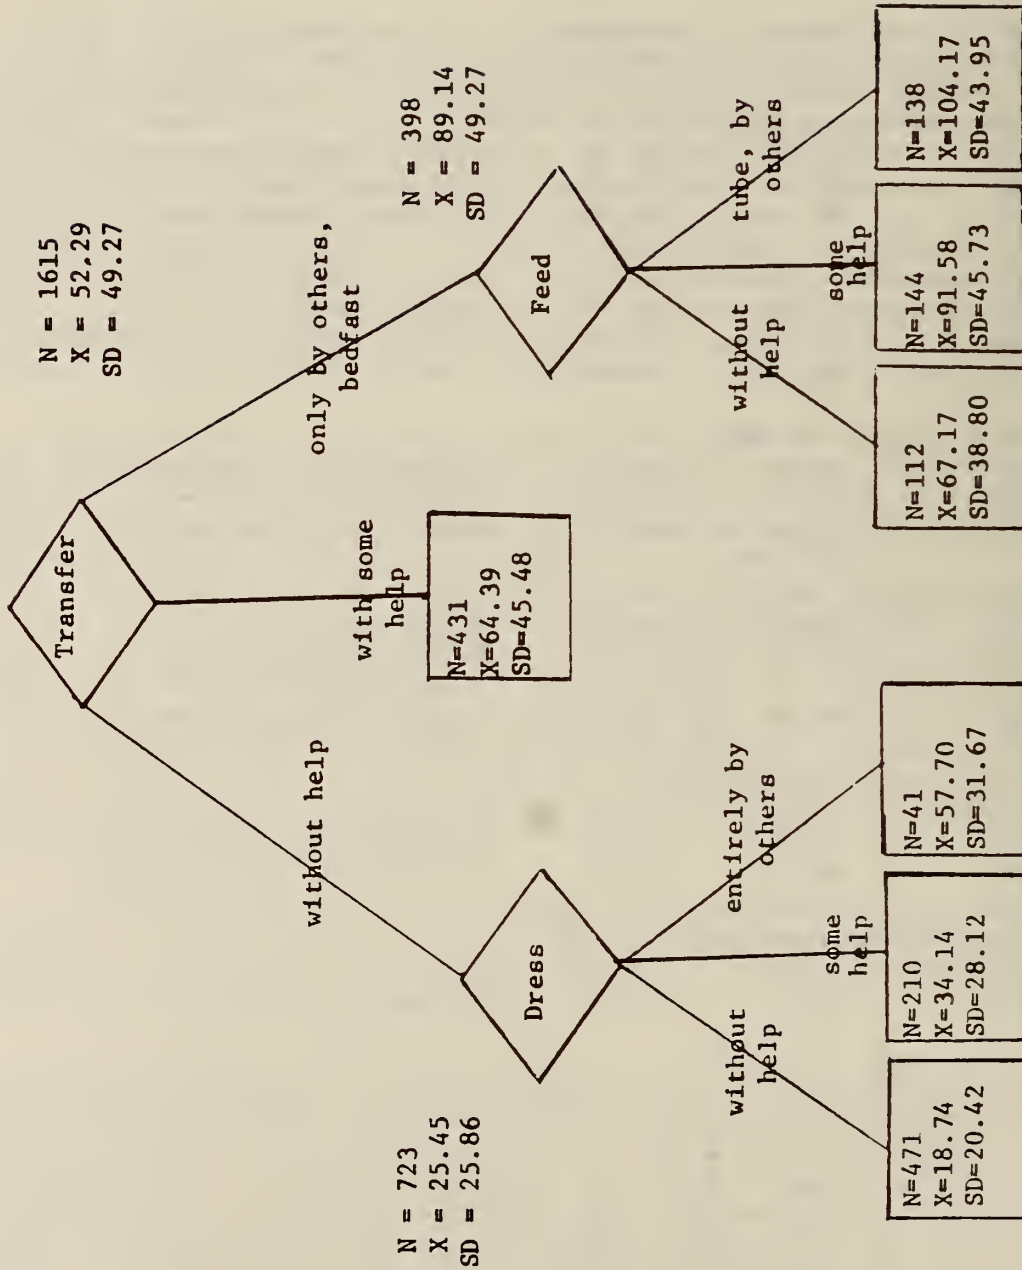 N = 1615
X = 52.29
SD = 49.27
Transfer
without help
with some
help
only by others,
bedfast
N = 723
X = 25.45
SD = 25.86
Dress
N=431
X=64.39
SD=45.48
N = 398
X = 89.14
SD = 49.27
Feed
without
help
some
help
entirely by
others
without
help
some
help
tube, by
others
N=471
X=18.74
SD=20.42
N=210
X=34.14
SD=28.12
N=41
X=57.70
SD=31.67
N=112
X=67.17
SD=38.80
N=144
X=91.58
SD=45.73
N=138
X=104.17
SD=43.95